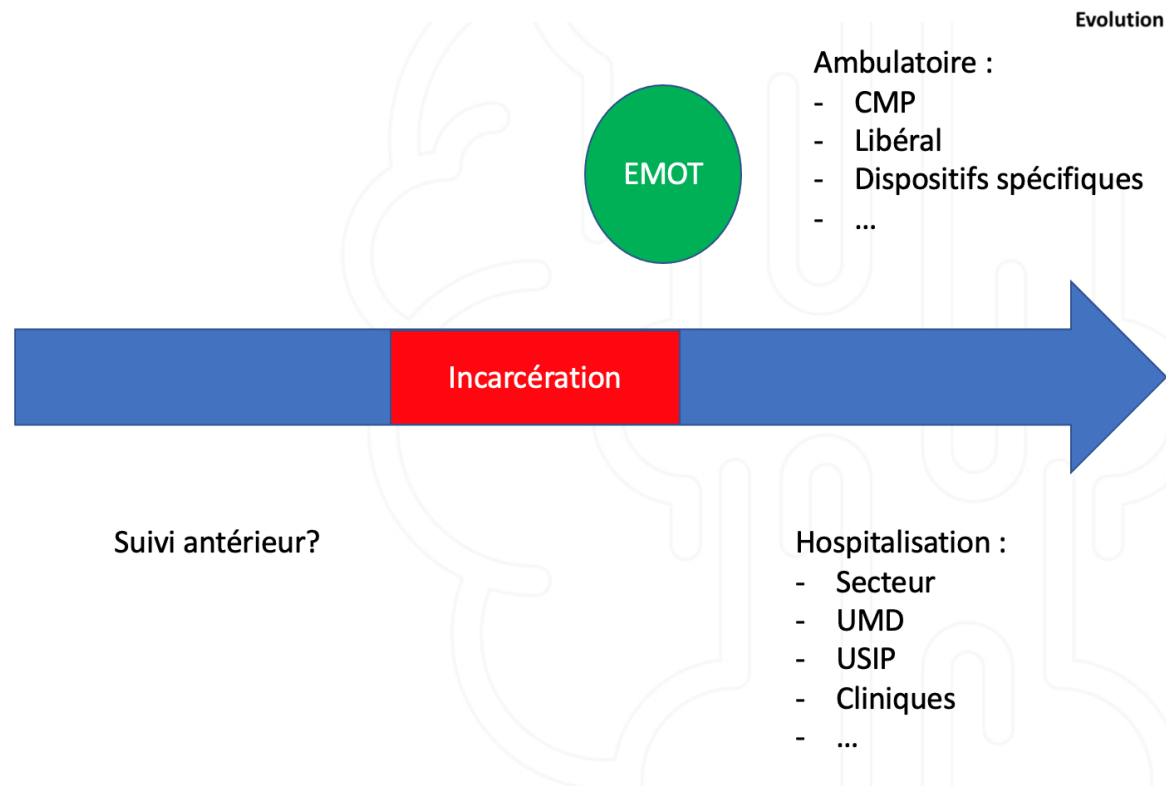 Evolution
Ambulatoire :
- CMP
- Libéral
- Dispositifs spécifiques
- ...
EMOT
Incarcération
Suivi antérieur?
Hospitalisation :
- Secteur
- UMD
- USIP
- Cliniques
- ...